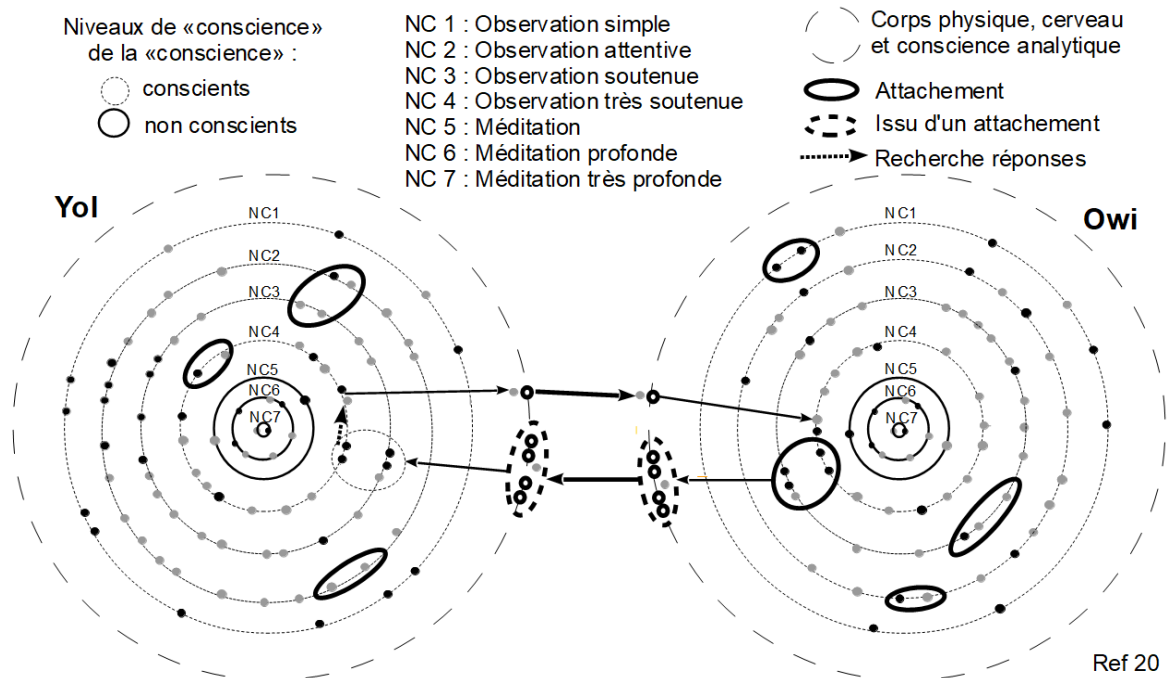 Niveaux de «conscience»
de la «conscience» :
conscients
non conscients
NC 1 : Observation simple
NC 2 : Observation attentive
NC 3 : Observation soutenue
NC 4 : Observation très soutenue
NC 5 : Méditation
NC 6 : Méditation profonde
NC 7 : Méditation très profonde
Corps physique, cerveau
et conscience analytique
Attachement
Issu d'un attachement
Recherche réponses
Yol
NC1
NC2
NC3
NC4
NC5
NC6
NC7
Owi
NC1
NC2
NC3
NC4
NC5
NC6
NC7
Ref 20